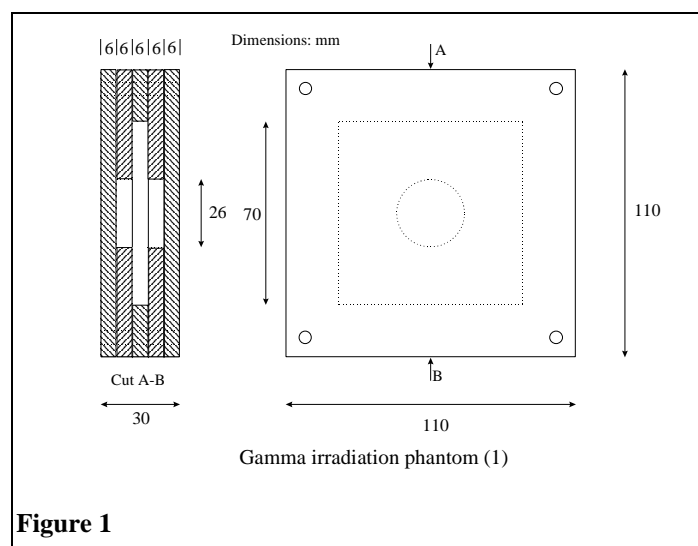 6 6 6 6 6
Dimensions: mm
A
26
70
110
B
Cut A-B
30
110
Gamma irradiation phantom (1)
Figure 1